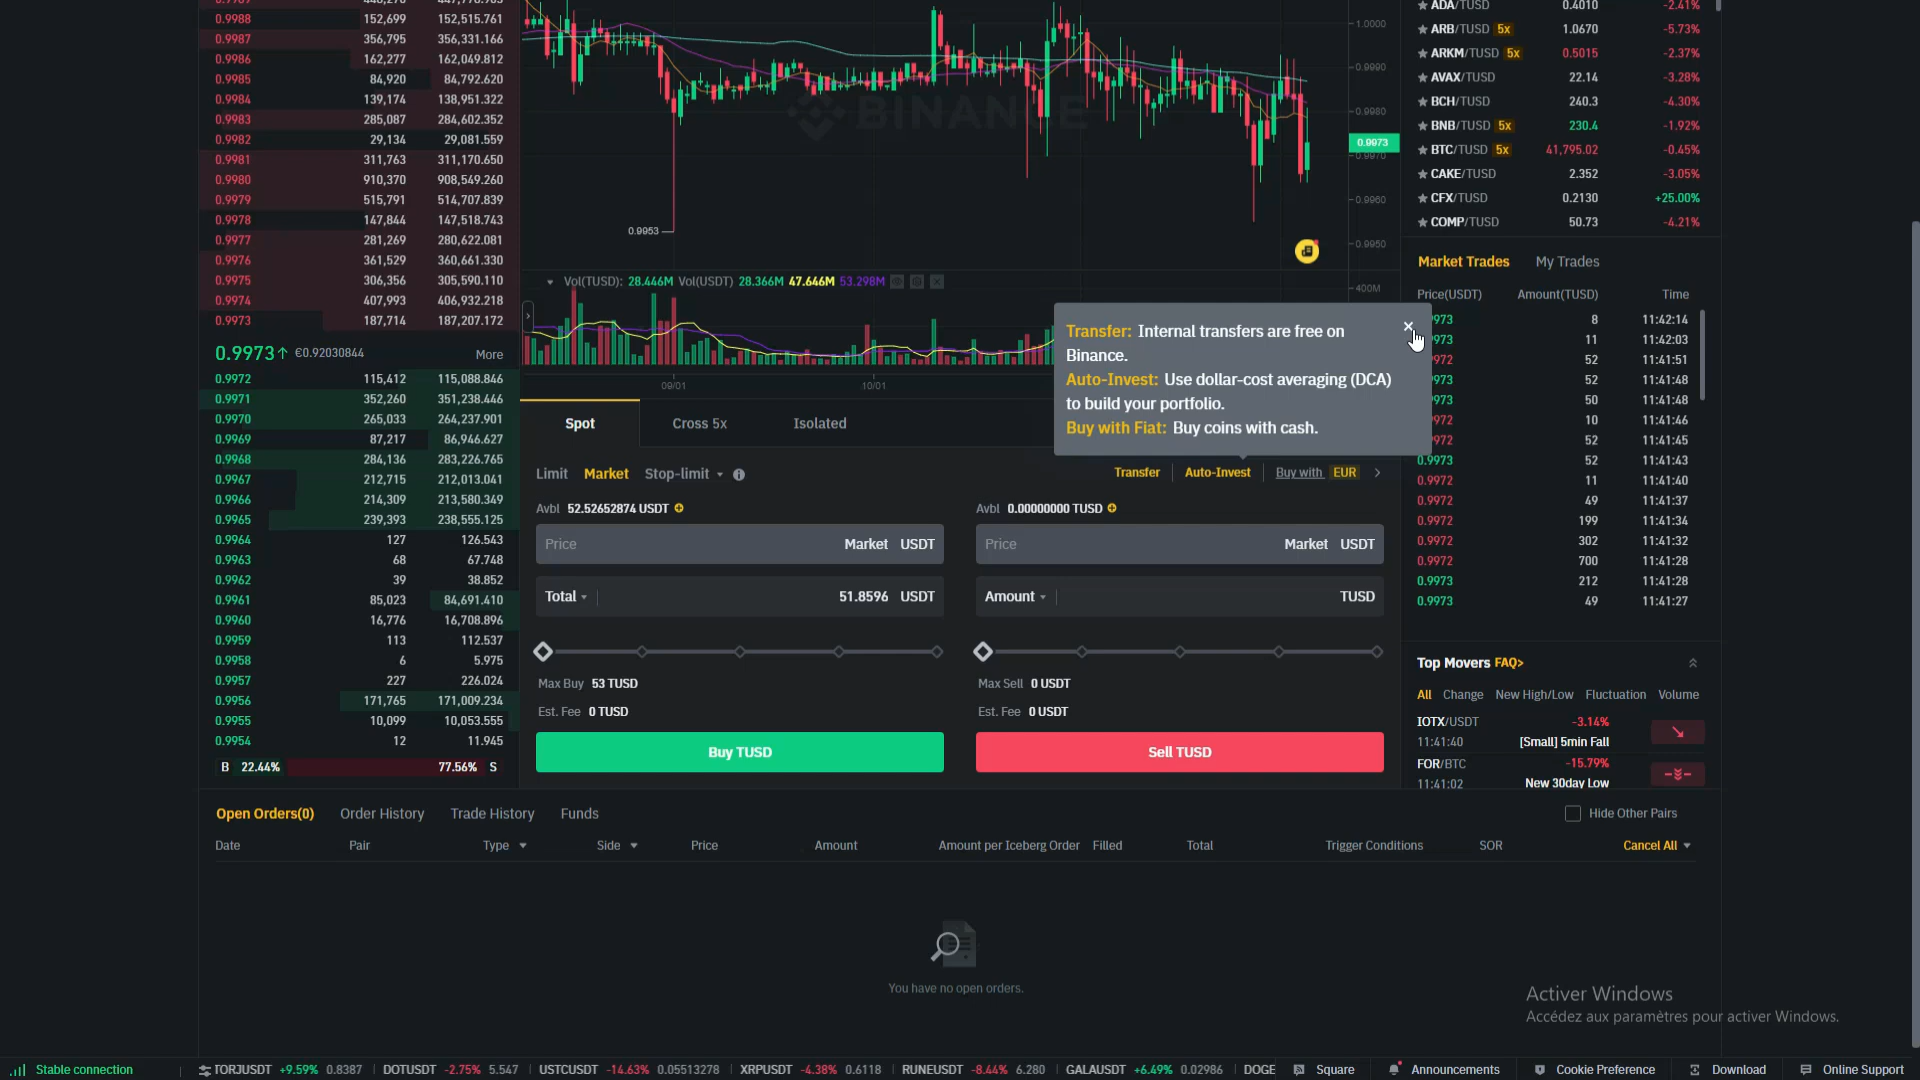 0.9988 152,699 152,515.761
0.9987 356,795 356,331.166
0.9986 162,277 162,049.812
0.9985 84,920 84,792.620
0.9984 139,174 138,951.322
0.9983 285,087 284,602.352
0.9982 29,134 29,081.559
0.9981 311,763 311,170.650
0.9980 910,370 908,549.260
0.9979 515,791 514,707.839
0.9978 147,844 147,518.743
0.9977 281,269 280,622.081
0.9976 361,529 360,661.330
0.9975 306,356 305,590.110
0.9974 407,993 406,932.218
0.9973 187,714 187,207.172
0.9973↑ €0.92030844 More
0.9972 115,412 115,088.846
0.9971 352,260 351,238.446
0.9970 265,033 264,237.901
0.9969 87,217 86,946.627
0.9968 284,136 283,226.765
0.9967 212,715 212,013.041
0.9966 214,309 213,580.349
0.9965 239,393 238,555.125
0.9964 127 126.543
0.9963 68 67.748
0.9962 39 38.852
0.9961 85,023 84,691.410
0.9960 16,776 16,708.896
0.9959 113 112.537
0.9958 6 5.975
0.9957 227 226.024
0.9956 171,765 171,009.234
0.9955 10,099 10,053.555
0.9954 12 11.945
B 22.44% 77.56% S
BINANCE
1.0000
0.9990
0.9980
0.9973
0.9970
0.9960
0.9950
0.9953
Vol(TUSD): 28.446M Vol(USDT) 28.366M 47.646M 53.298M
400M
09/01 10/01
Transfer: Internal transfers are free on
Binance.
Auto-Invest: Use dollar-cost averaging (DCA)
to build your portfolio.
Buy with Fiat: Buy coins with cash.
Spot Cross 5x Isolated
Limit Market Stop-limit Transfer Auto-Invest Buy with EUR
Avbl 52.52652874 USDT
Price Market USDT
Total 51.8596 USDT
Max Buy 53 TUSD
Est. Fee 0 TUSD
Buy TUSD
Avbl 0.00000000 TUSD
Price Market USDT
Amount TUSD
Max Sell 0 USDT
Est. Fee 0 USDT
Sell TUSD
ADA/TUSD 0.4010 -2.41%
ARB/TUSD 5x 1.0670 -5.73%
ARKM/TUSD 5x 0.5015 -2.37%
AVAX/TUSD 22.14 -3.28%
BCH/TUSD 240.3 -4.30%
BNB/TUSD 5x 230.4 -1.92%
BTC/TUSD 5x 41,795.02 -0.45%
CAKE/TUSD 2.352 -3.05%
CFX/TUSD 0.2130 +25.00%
COMP/TUSD 50.73 -4.21%
Market Trades My Trades
Price(USDT) Amount(TUSD) Time
973 8 11:42:14
973 11 11:42:03
972 52 11:41:51
973 52 11:41:48
973 50 11:41:48
972 10 11:41:46
972 52 11:41:45
0.9973 52 11:41:43
0.9972 11 11:41:40
0.9972 49 11:41:37
0.9972 199 11:41:34
0.9972 302 11:41:32
0.9972 700 11:41:28
0.9973 212 11:41:28
0.9973 49 11:41:27
Top Movers FAQ>
All Change New High/Low Fluctuation Volume
IOTX/USDT -3.14%
11:41:40 [Small] 5min Fall
FOR/BTC -15.79%
11:41:02 New 30day Low
Open Orders(0) Order History Trade History Funds Hide Other Pairs
Date Pair Type Side Price Amount Amount per Iceberg Order Filled Total Trigger Conditions SOR Cancel All
You have no open orders.
Activer Windows
Accédez aux paramètres pour activer Windows.
Stable connection TORJUSDT +9.59% 0.8387 DOTUSDT -2.75% 5.547 USTCUSDT -14.63% 0.05513278 XRPUSDT -4.38% 0.6118 RUNEUSDT -8.44% 6.280 GALAUSDT +6.49% 0.02986 DOGE Square Announcements Cookie Preference Download Online Support